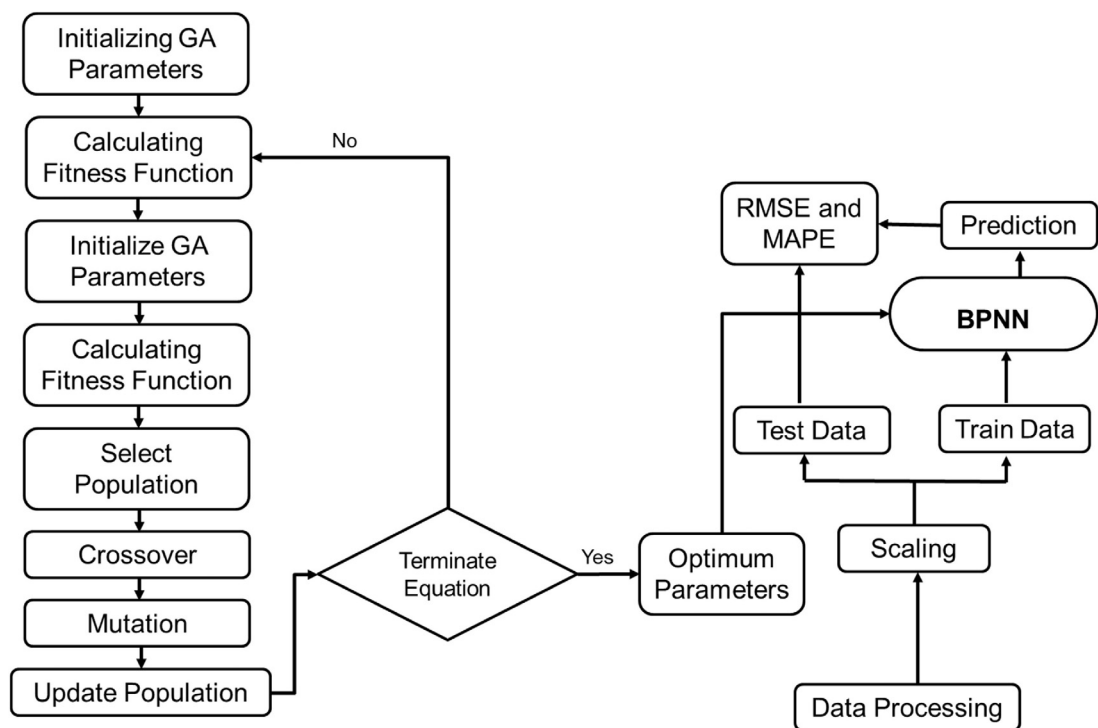 Initializing GA
Parameters
Calculating
Fitness Function
Initialize GA
Parameters
Calculating
Fitness Function
Select
Population
Crossover
Mutation
Update Population
No
Terminate
Equation
Yes
Optimum
Parameters
RMSE and
MAPE
Prediction
BPNN
Test Data
Train Data
Scaling
Data Processing